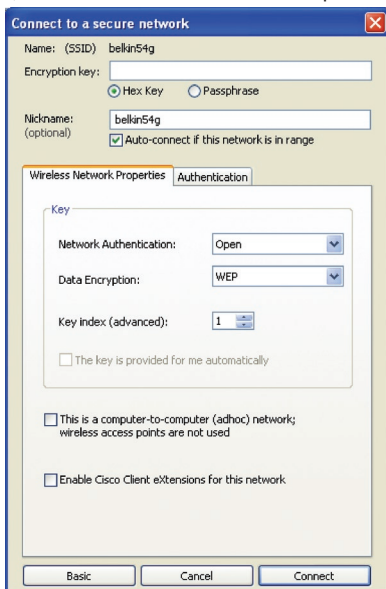 Connect to a secure network
Name: (SSID) belkin54g
Encryption key:
Hex Key Passphrase
Nickname: belkin54g
(optional)
Auto-connect if this network is in range
Wireless Network Properties Authentication
Key
Network Authentication: Open
Data Encryption: WEP
Key index (advanced): 1
The key is provided for me automatically
This is a computer-to-computer (adhoc) network;
wireless access points are not used
Enable Cisco Client eXtensions for this network
Basic Cancel Connect